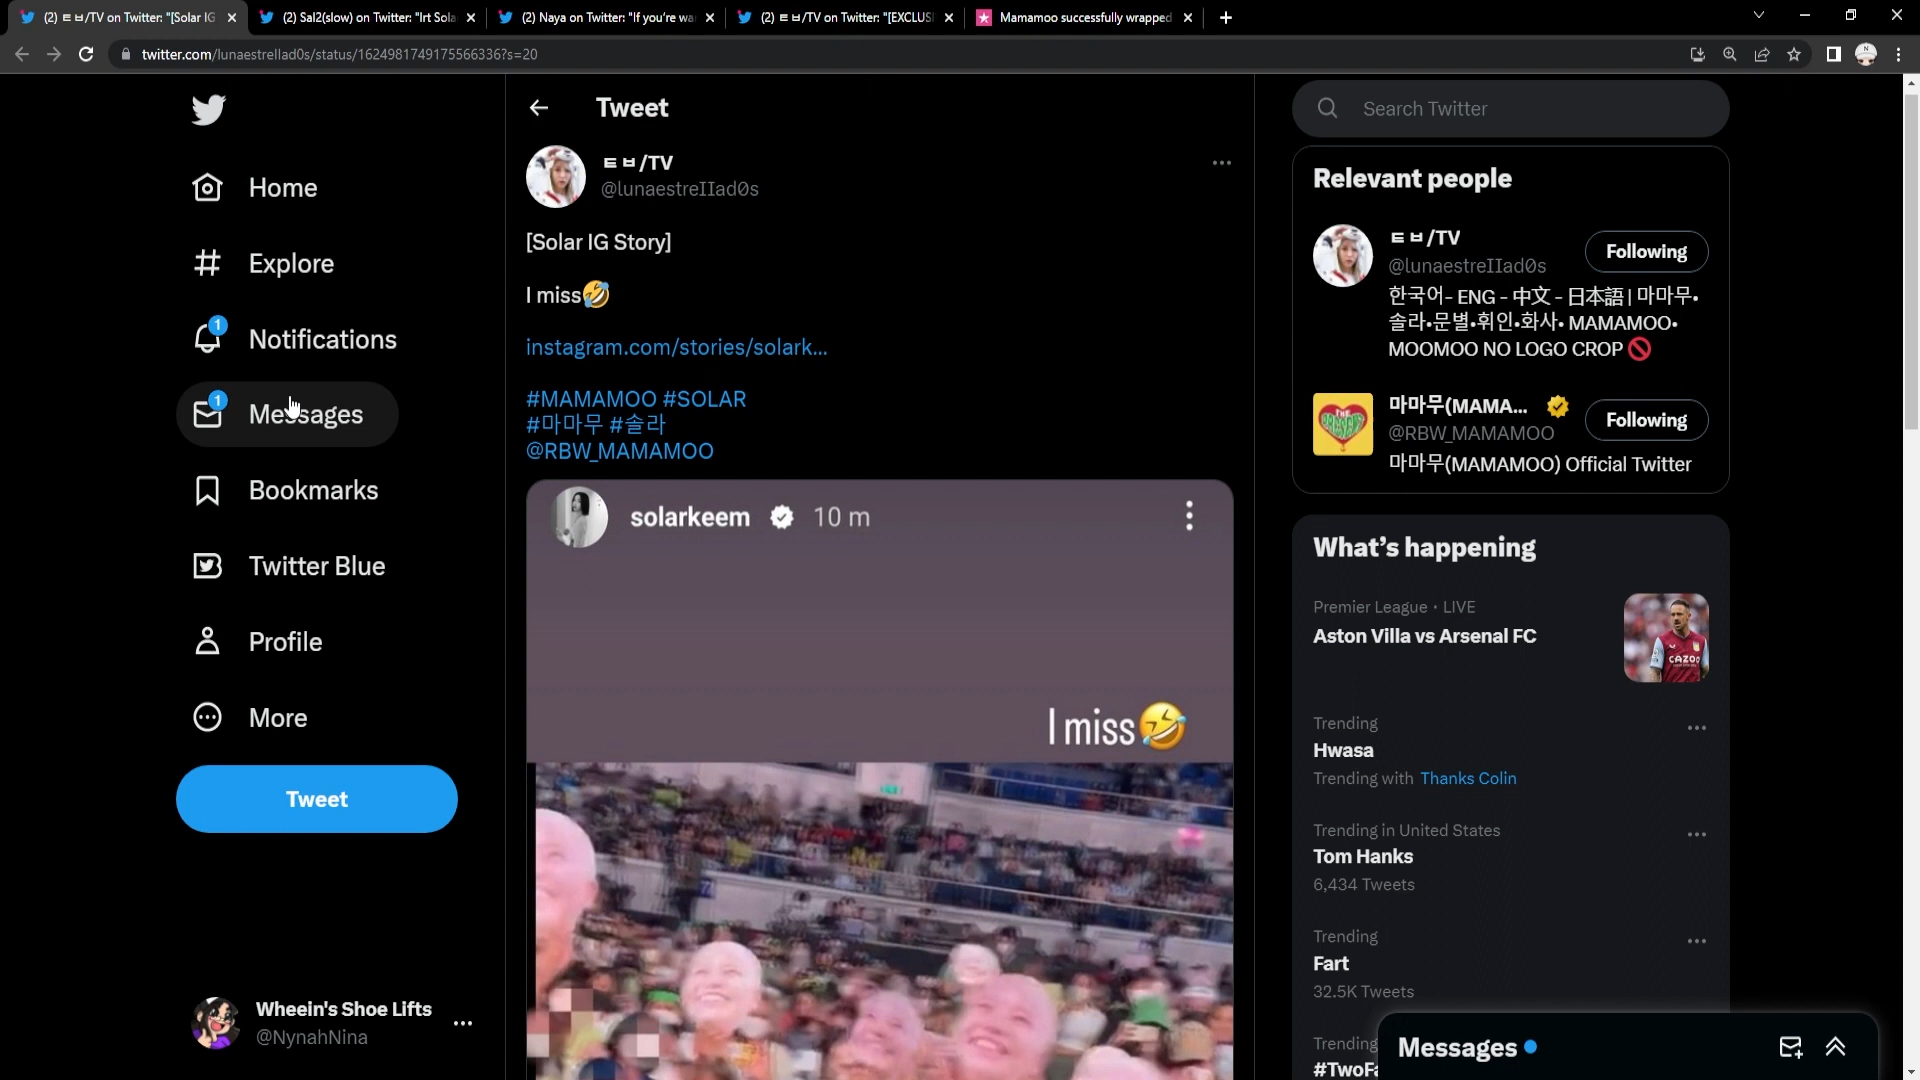 (2) ㅌㅂ/TV on Twitter: "[Solar IG
(2) Sal2(slow) on Twitter: "Irt Sola
(2) Naya on Twitter: "If you're wa
(2) ㅌㅂ/TV on Twitter: "[EXCLUSI
Mamamoo successfully wrapped
twitter.com/lunaestrellad0s/status/1624981749175566336?s=20
Home
Explore
1
Notifications
1
Messages
Bookmarks
Twitter Blue
Profile
More
Tweet
Wheein's Shoe Lifts
@NynahNina
Tweet
ㅌㅂ/TV
@lunaestreIIad0s
[Solar IG Story]
I miss🤣
instagram.com/stories/solark...
#MAMAMOO #SOLAR
#마마무 #솔라
@RBW_MAMAMOO
solarkeem 10 m
I miss🤣
Search Twitter
Relevant people
ㅌㅂ/TV
@lunaestreIIad0s
Following
한국어- ENG - 中文 - 日本語 | 마마무•
솔라•문별•휘인•화사• MAMAMOO•
MOOMOO NO LOGO CROP 🚫
마마무(MAMA...
@RBW_MAMAMOO
Following
마마무(MAMAMOO) Official Twitter
What's happening
Premier League · LIVE
Aston Villa vs Arsenal FC
Trending
Hwasa
Trending with Thanks Colin
Trending in United States
Tom Hanks
6,434 Tweets
Trending
Fart
32.5K Tweets
Trending
#TwoFa
Messages